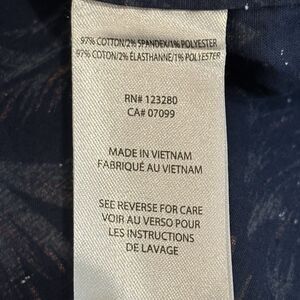 97% COTTON/2% SPANDEX/1% POLYESTER
97% COTON/2% ÉLASTHANNE/1% POLYESTER
RN# 123280
CA# 07099
MADE IN VIETNAM
FABRIQUÉ AU VIETNAM
SEE REVERSE FOR CARE
VOIR AU VERSO POUR
LES INSTRUCTIONS
DE LAVAGE